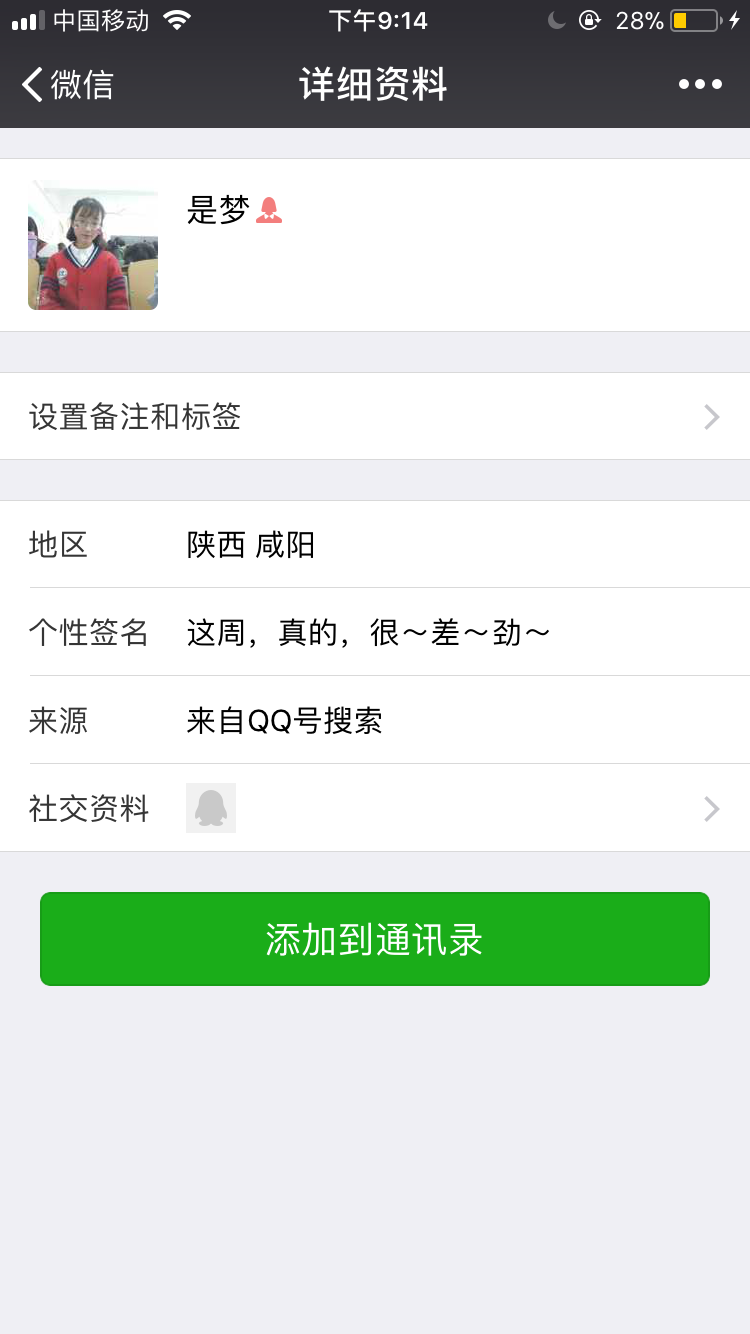 中国移动 下午9:14 28%
微信 详细资料
是梦
设置备注和标签
地区 陕西 咸阳
个性签名 这周，真的，很～差～劲～
来源 来自QQ号搜索
社交资料
添加到通讯录